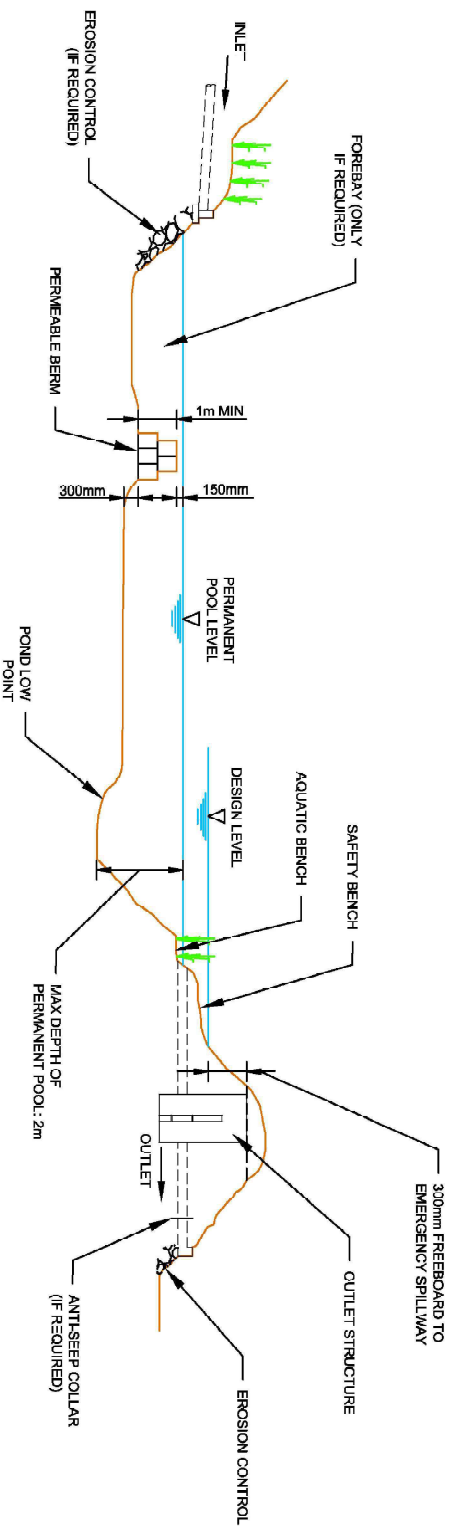 INLET
EROSION CONTROL
(IF REQUIRED)
FOREBAY (ONLY
IF REQUIRED)
PERMEABLE BERM
1m MIN
300mm
150mm
PERMANENT
POOL LEVEL
POND LOW
POINT
DESIGN LEVEL
AQUATIC BENCH
SAFETY BENCH
MAX DEPTH OF
PERMANENT POOL: 2m
300mm FREEBOARD TO
EMERGENCY SPILLWAY
OUTLET STRUCTURE
OUTLET
ANTI-SEEP COLLAR
(IF REQUIRED)
EROSION CONTROL